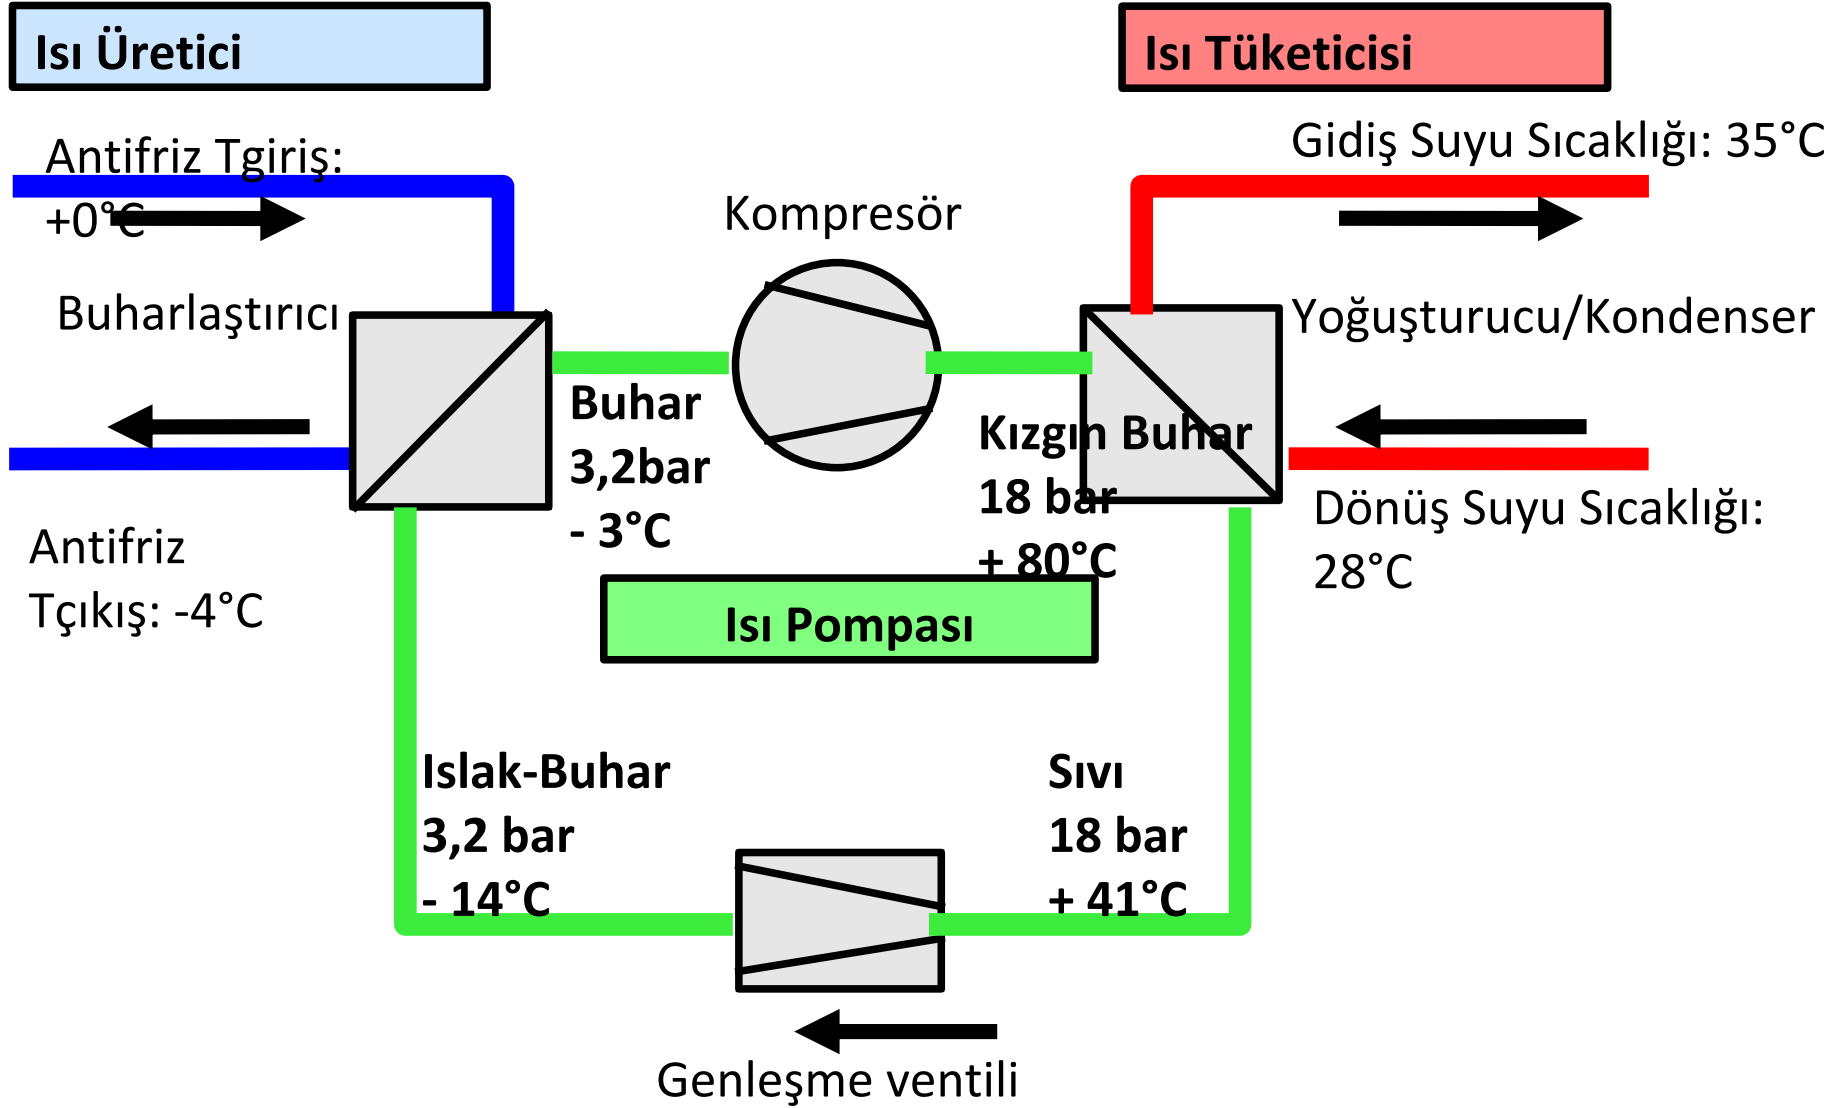 Isı Üretici
Isı Tüketicisi
Antifriz Tgiriş:
+0°C
Gidiş Suyu Sıcaklığı: 35°C
Kompresör
Buharlaştırıcı
Yoğuşturucu/Kondenser
Buhar
3,2bar
- 3°C
Kızgın Buhar
18 bar
+ 80°C
Dönüş Suyu Sıcaklığı:
28°C
Antifriz
Tçıkış: -4°C
Isı Pompası
Islak-Buhar
3,2 bar
- 14°C
Sıvı
18 bar
+ 41°C
Genleşme ventili